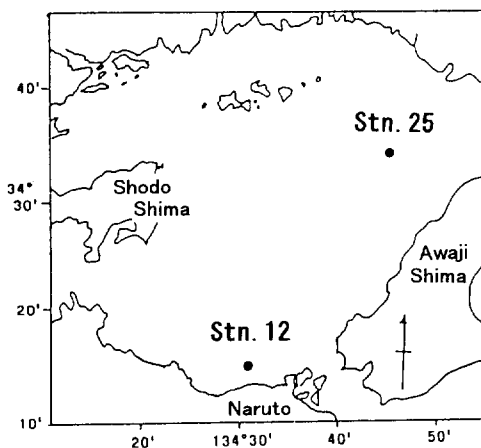 40'
Stn. 25
34°
30'
Shodo
Shima
Awaji
Shima
20'
Stn. 12
10'
Naruto
20'
134°30'
40'
50'